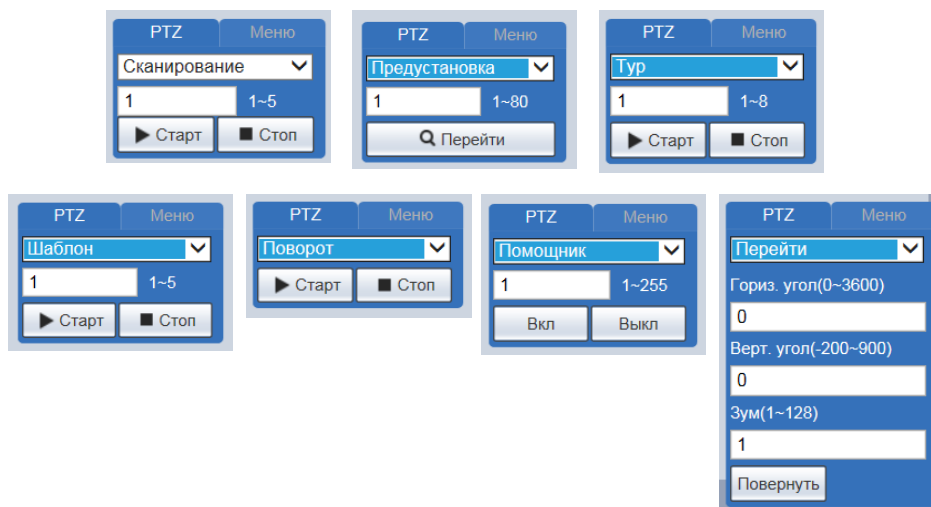 PTZ Меню
Сканирование
1 1~5
Старт Стоп
PTZ Меню
Предустановка
1 1~80
Перейти
PTZ Меню
Тур
1 1~8
Старт Стоп
PTZ Меню
Шаблон
1 1~5
Старт Стоп
PTZ Меню
Поворот
Старт Стоп
PTZ Меню
Помощник
1 1~255
Вкл Выкл
PTZ Меню
Перейти
Гориз. угол(0~3600)
0
Верт. угол(-200~900)
0
Зум(1~128)
1
Повернуть